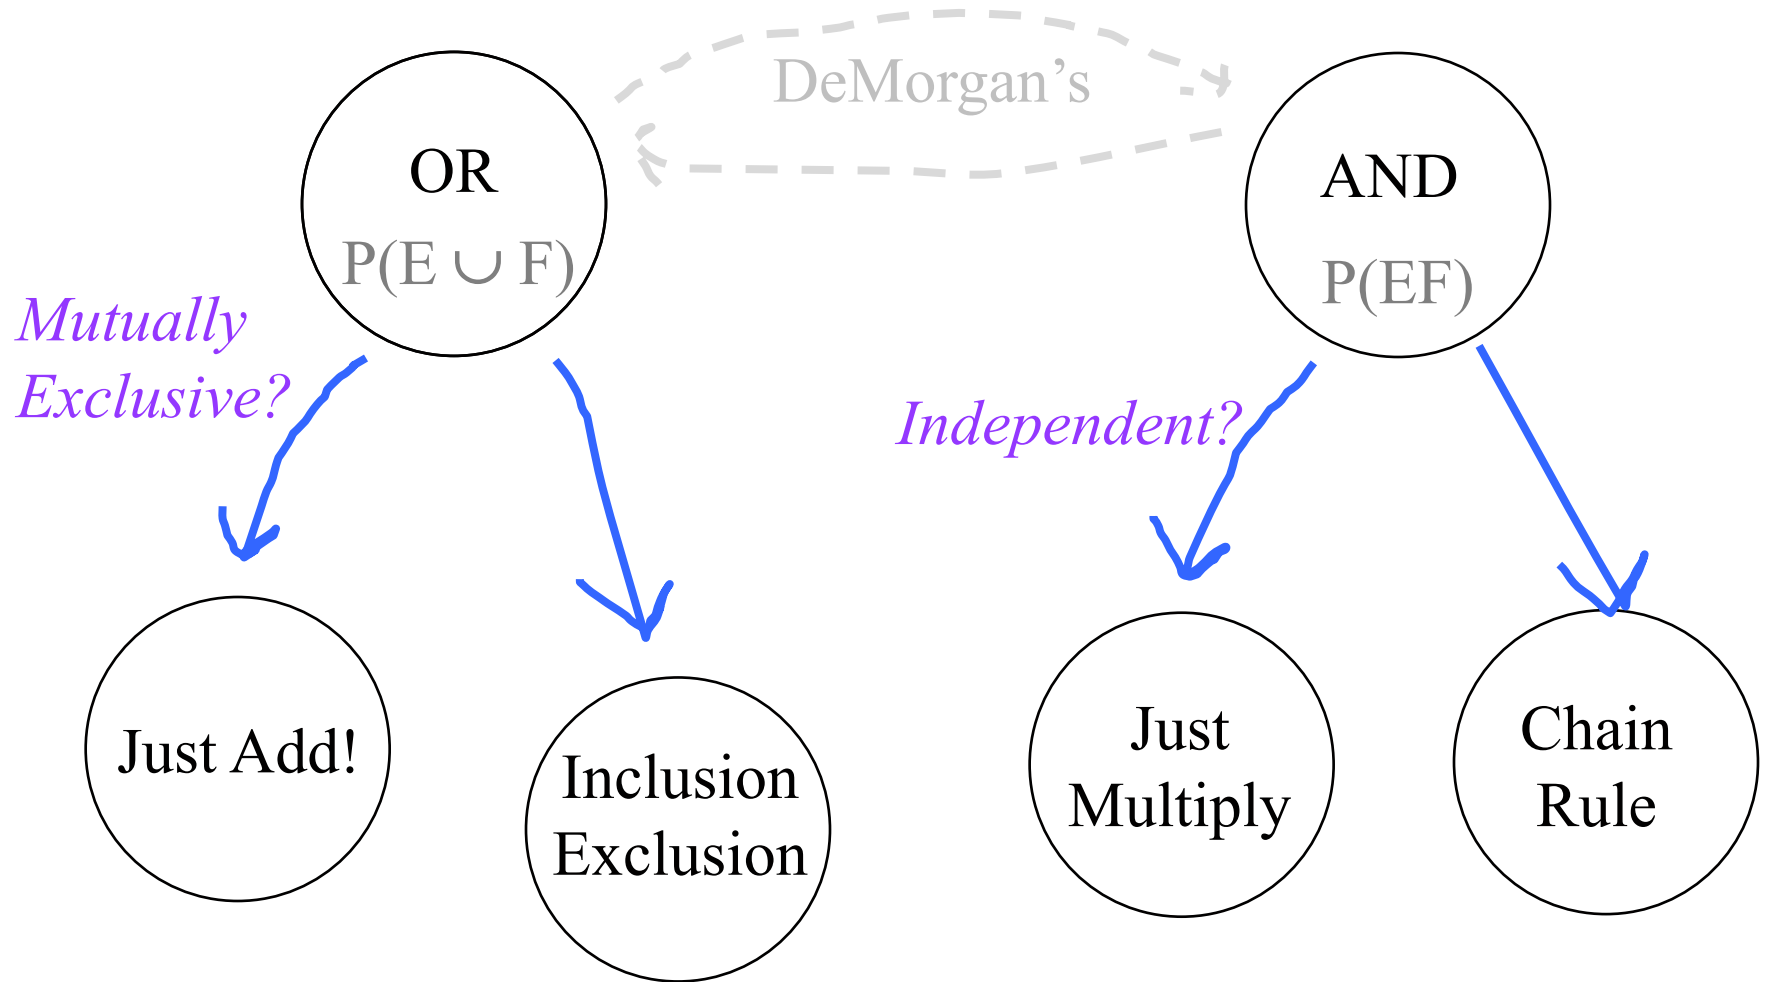 DeMorgan’s
OR
P(E ∪ F)
AND
P(EF)
Mutually
Exclusive?
Independent?
Just Add!
Inclusion
Exclusion
Just
Multiply
Chain
Rule